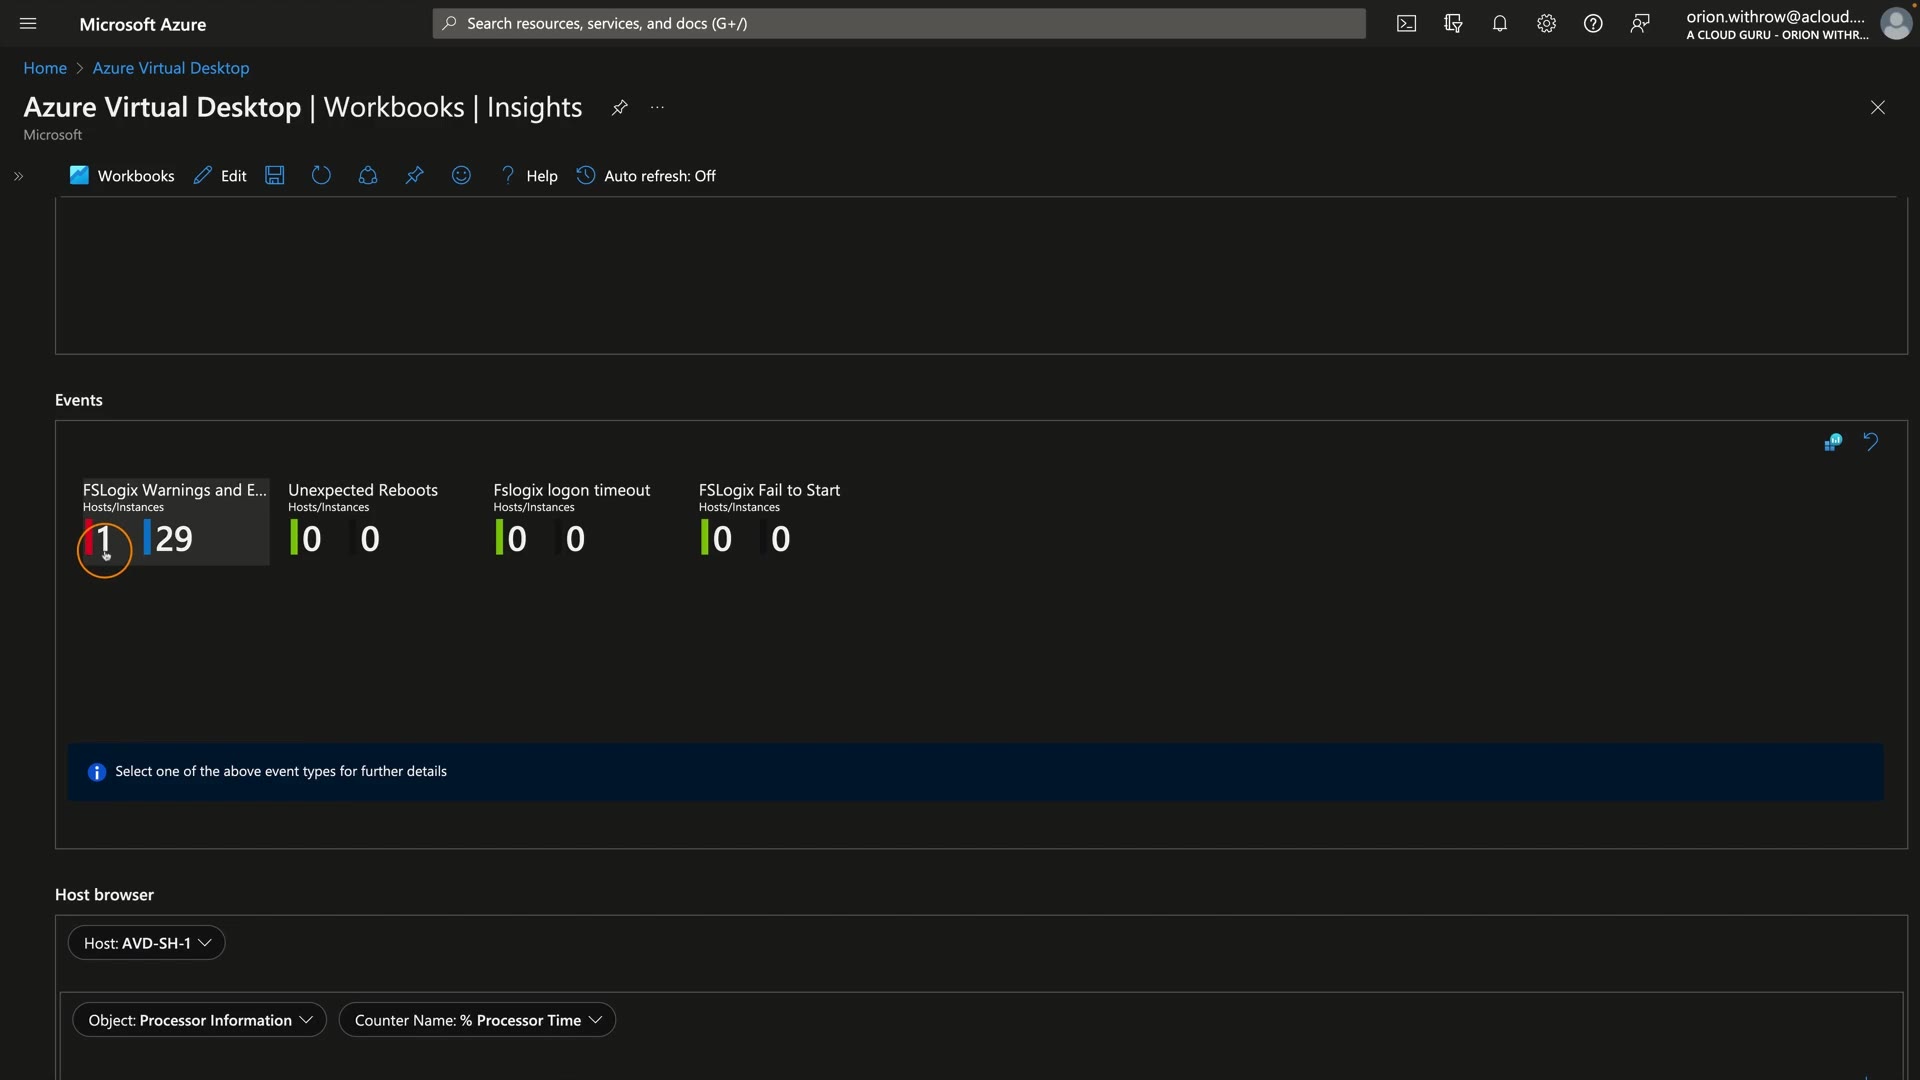 Microsoft Azure
Search resources, services, and docs (G+/)
orion.withrow@acloud....
A CLOUD GURU - ORION WITHR...
Home > Azure Virtual Desktop
Azure Virtual Desktop | Workbooks | Insights
Microsoft
Workbooks Edit Help Auto refresh: Off
Events
FSLogix Warnings and E... Unexpected Reboots Fslogix logon timeout FSLogix Fail to Start
Hosts/Instances Hosts/Instances Hosts/Instances Hosts/Instances
1 29 0 0 0 0 0 0
Select one of the above event types for further details
Host browser
Host: AVD-SH-1
Object: Processor Information Counter Name: % Processor Time